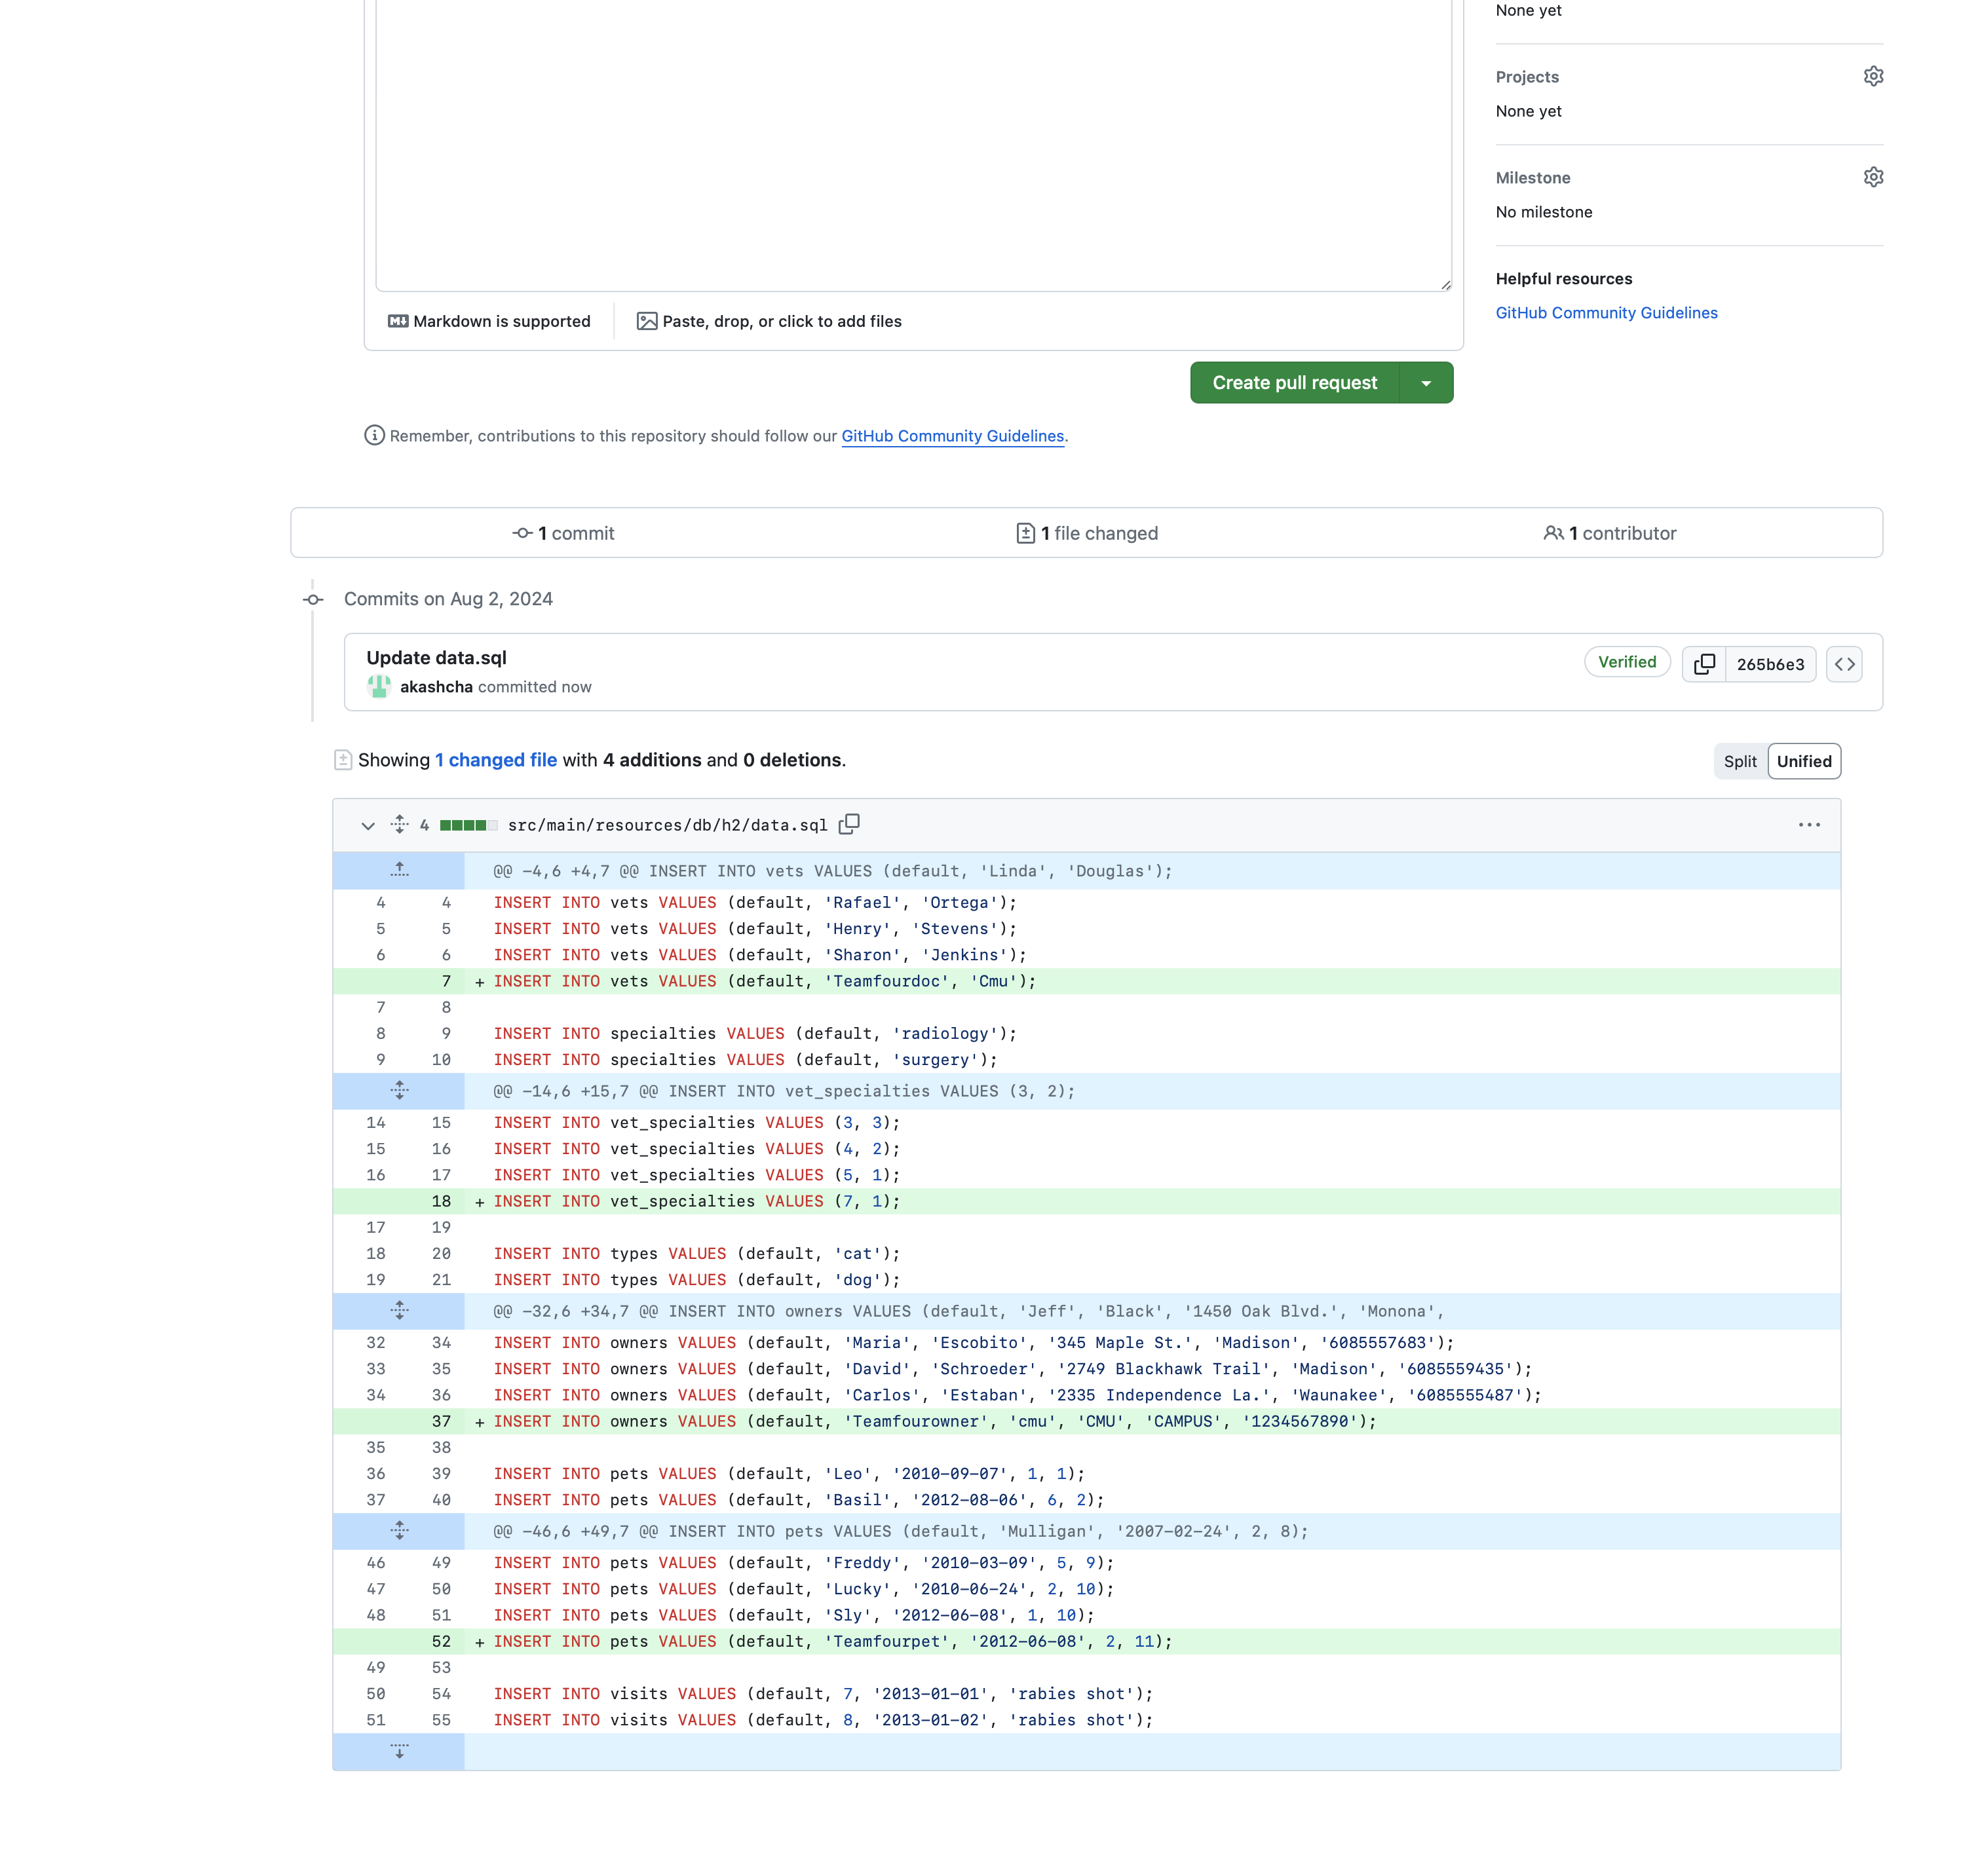 None yet
Projects
None yet
Milestone
No milestone
Helpful resources
GitHub Community Guidelines
Markdown is supported
Paste, drop, or click to add files
Create pull request
Remember, contributions to this repository should follow our GitHub Community Guidelines.
1 commit
1 file changed
1 contributor
Commits on Aug 2, 2024
Update data.sql
akashcha committed now
Verified
265b6e3
Showing 1 changed file with 4 additions and 0 deletions.
Split
Unified
4 src/main/resources/db/h2/data.sql
@@ -4,6 +4,7 @@ INSERT INTO vets VALUES (default, 'Linda', 'Douglas');
4 4 INSERT INTO vets VALUES (default, 'Rafael', 'Ortega');
5 5 INSERT INTO vets VALUES (default, 'Henry', 'Stevens');
6 6 INSERT INTO vets VALUES (default, 'Sharon', 'Jenkins');
7 + INSERT INTO vets VALUES (default, 'Teamfourdoc', 'Cmu');
7 8
8 9 INSERT INTO specialties VALUES (default, 'radiology');
9 10 INSERT INTO specialties VALUES (default, 'surgery');
@@ -14,6 +15,7 @@ INSERT INTO vet_specialties VALUES (3, 2);
14 15 INSERT INTO vet_specialties VALUES (3, 3);
15 16 INSERT INTO vet_specialties VALUES (4, 2);
16 17 INSERT INTO vet_specialties VALUES (5, 1);
18 + INSERT INTO vet_specialties VALUES (7, 1);
17 19
18 20 INSERT INTO types VALUES (default, 'cat');
19 21 INSERT INTO types VALUES (default, 'dog');
@@ -32,6 +34,7 @@ INSERT INTO owners VALUES (default, 'Jeff', 'Black', '1450 Oak Blvd.', 'Monona',
32 34 INSERT INTO owners VALUES (default, 'Maria', 'Escobito', '345 Maple St.', 'Madison', '6085557683');
33 35 INSERT INTO owners VALUES (default, 'David', 'Schroeder', '2749 Blackhawk Trail', 'Madison', '6085559435');
34 36 INSERT INTO owners VALUES (default, 'Carlos', 'Estaban', '2335 Independence La.', 'Waunakee', '6085555487');
37 + INSERT INTO owners VALUES (default, 'Teamfourowner', 'cmu', 'CMU', 'CAMPUS', '1234567890');
35 38
36 39 INSERT INTO pets VALUES (default, 'Leo', '2010-09-07', 1, 1);
37 40 INSERT INTO pets VALUES (default, 'Basil', '2012-08-06', 6, 2);
@@ -46,6 +49,7 @@ INSERT INTO pets VALUES (default, 'Mulligan', '2007-02-24', 2, 8);
46 49 INSERT INTO pets VALUES (default, 'Freddy', '2010-03-09', 5, 9);
47 50 INSERT INTO pets VALUES (default, 'Lucky', '2010-06-24', 2, 10);
48 51 INSERT INTO pets VALUES (default, 'Sly', '2012-06-08', 1, 10);
52 + INSERT INTO pets VALUES (default, 'Teamfourpet', '2012-06-08', 2, 11);
49 53
50 54 INSERT INTO visits VALUES (default, 7, '2013-01-01', 'rabies shot');
51 55 INSERT INTO visits VALUES (default, 8, '2013-01-02', 'rabies shot');